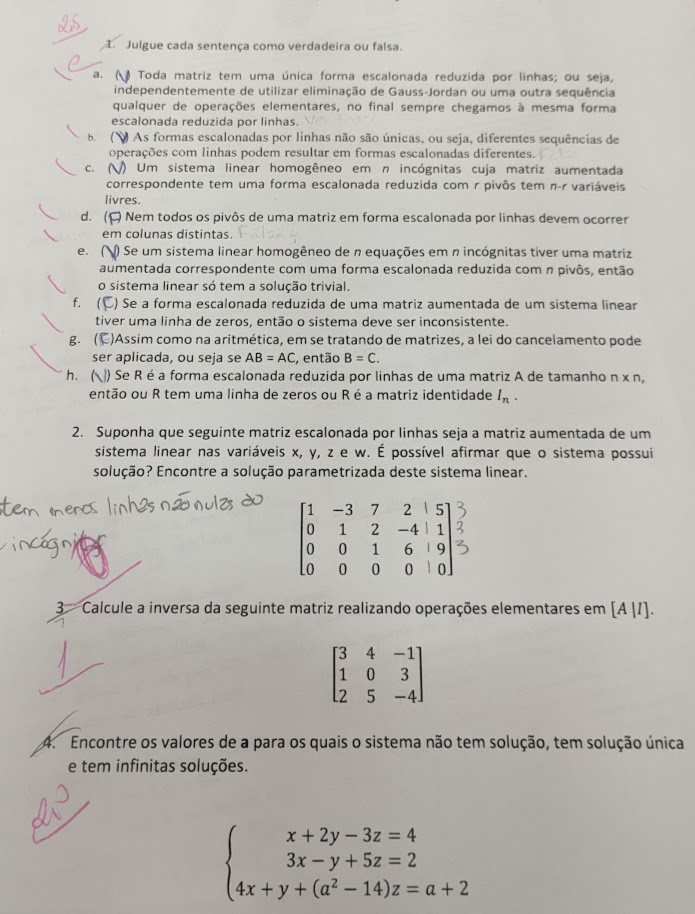 2,5
1. Julgue cada sentença como verdadeira ou falsa.
a. (V) Toda matriz tem uma única forma escalonada reduzida por linhas; ou seja,
independentemente de utilizar eliminação de Gauss-Jordan ou uma outra sequência
qualquer de operações elementares, no final sempre chegamos à mesma forma
escalonada reduzida por linhas.
b. (V) As formas escalonadas por linhas não são únicas, ou seja, diferentes sequências de
operações com linhas podem resultar em formas escalonadas diferentes.
c. (V) Um sistema linear homogêneo em n incógnitas cuja matriz aumentada
correspondente tem uma forma escalonada reduzida com r pivôs tem n-r variáveis
livres.
d. (F) Nem todos os pivôs de uma matriz em forma escalonada por linhas devem ocorrer
em colunas distintas. Falso
e. (V) Se um sistema linear homogêneo de n equações em n incógnitas tiver uma matriz
aumentada correspondente com uma forma escalonada reduzida com n pivôs, então
o sistema linear só tem a solução trivial.
f. (F) Se a forma escalonada reduzida de uma matriz aumentada de um sistema linear
tiver uma linha de zeros, então o sistema deve ser inconsistente.
g. (F)Assim como na aritmética, em se tratando de matrizes, a lei do cancelamento pode
ser aplicada, ou seja se AB = AC, então B = C.
h. (V) Se R é a forma escalonada reduzida por linhas de uma matriz A de tamanho n x n,
então ou R tem uma linha de zeros ou R é a matriz identidade Iₙ .
2. Suponha que seguinte matriz escalonada por linhas seja a matriz aumentada de um
sistema linear nas variáveis x, y, z e w. É possível afirmar que o sistema possui
solução? Encontre a solução parametrizada deste sistema linear.
tem menos linhas não nulas do
incógnitas
1 -3 7 2 | 5 3
0 1 2 -4 | 1 3
0 0 1 6 | 9 3
0 0 0 0 | 0
3. Calcule a inversa da seguinte matriz realizando operações elementares em [A |I].
1
3 4 -1
1 0 3
2 5 -4
4. Encontre os valores de a para os quais o sistema não tem solução, tem solução única
e tem infinitas soluções.
x + 2y − 3z = 4
3x − y + 5z = 2
4x + y + (a² − 14)z = a + 2